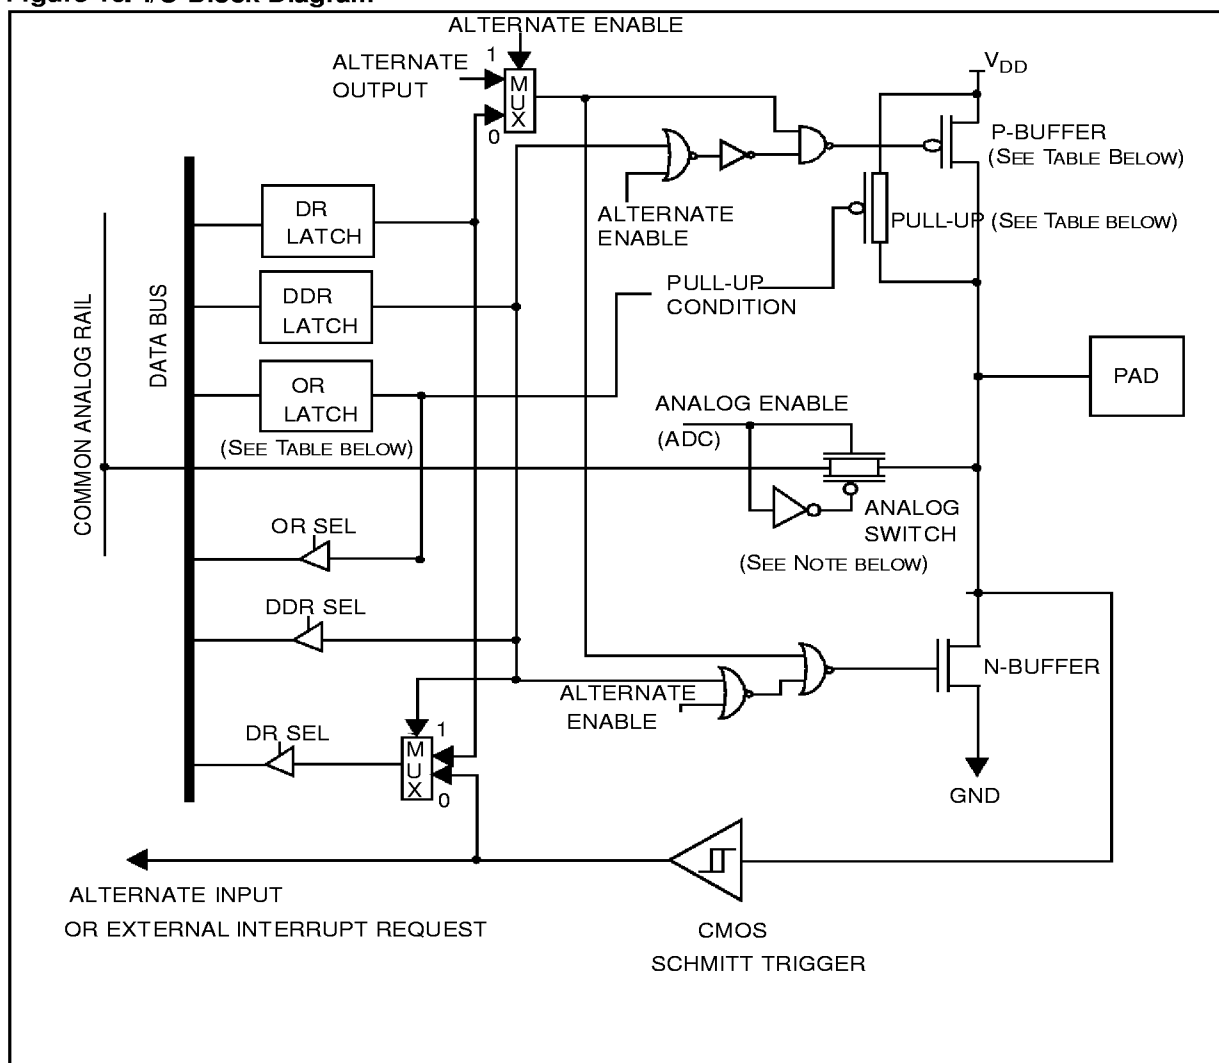 ALTERNATE ENABLE
ALTERNATE
OUTPUT
1
MUX
0
VDD
P-BUFFER
(SEE TABLE BELOW)
ALTERNATE
ENABLE
PULL-UP (SEE TABLE BELOW)
DR
LATCH
DDR
LATCH
OR
LATCH
(SEE TABLE BELOW)
PULL-UP
CONDITION
COMMON ANALOG RAIL
DATA BUS
PAD
ANALOG ENABLE
(ADC)
ANALOG
SWITCH
(SEE NOTE BELOW)
OR SEL
DDR SEL
DR SEL
ALTERNATE
ENABLE
N-BUFFER
1
MUX
0
GND
ALTERNATE INPUT
OR EXTERNAL INTERRUPT REQUEST
CMOS
SCHMITT TRIGGER